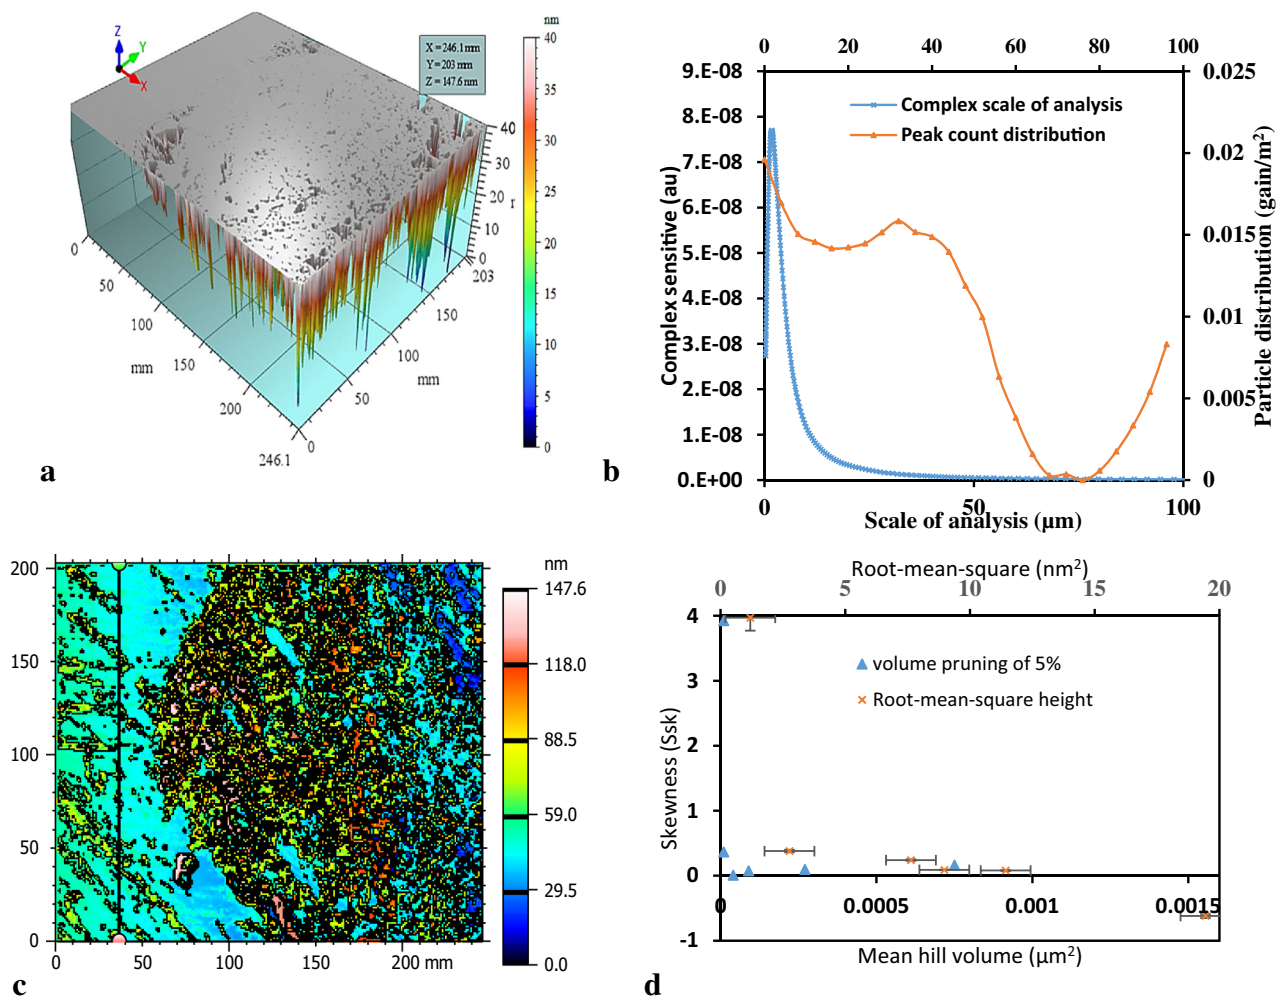 a
Z
Y
X
X = 246.1 mm
Y = 203 mm
Z = 147.6 nm
nm
40
35
30
25
20
15
10
5
0
40
30
20
10
0
203
150
100
50
0
mm
0
50
100
150
200
246.1
mm
b
0 20 40 60 80 100
9.E-08
8.E-08
7.E-08
6.E-08
5.E-08
4.E-08
3.E-08
2.E-08
1.E-08
0.E+00
Complex sensitive (au)
Complex scale of analysis
Peak count distribution
0.025
0.02
0.015
0.01
0.005
0
Particle distribution (gain/m²)
0 50 100
Scale of analysis (µm)
c
200
150
100
50
0
0 50 100 150 200 mm
nm
147.6
118.0
88.5
59.0
29.5
0.0
d
Root-mean-square (nm²)
0 5 10 15 20
4
3
2
1
0
-1
Skewness (Ssk)
volume pruning of 5%
Root-mean-square height
0 0.0005 0.001 0.0015
Mean hill volume (µm²)